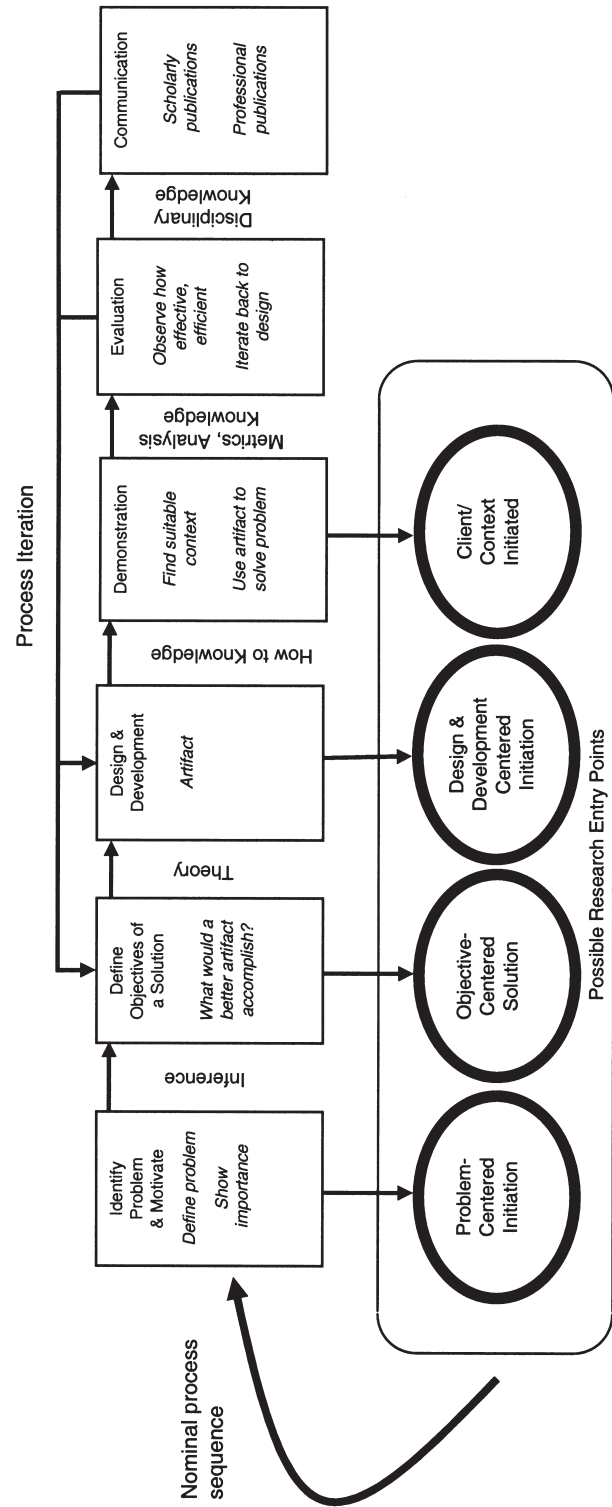 Process Iteration
Identify
Problem
& Motivate
Define problem
Show
importance
Inference
Define
Objectives of
a Solution
What would a
better artifact
accomplish?
Theory
Design &
Development
Artifact
How to Knowledge
Demonstration
Find suitable
context
Use artifact to
solve problem
Metrics, Analysis
Knowledge
Evaluation
Observe how
effective,
efficient
Iterate back to
design
Disciplinary
Knowledge
Communication
Scholarly
publications
Professional
publications
Nominal process
sequence
Problem-
Centered
Initiation
Objective-
Centered
Solution
Design &
Development
Centered
Initiation
Client/
Context
Initiated
Possible Research Entry Points